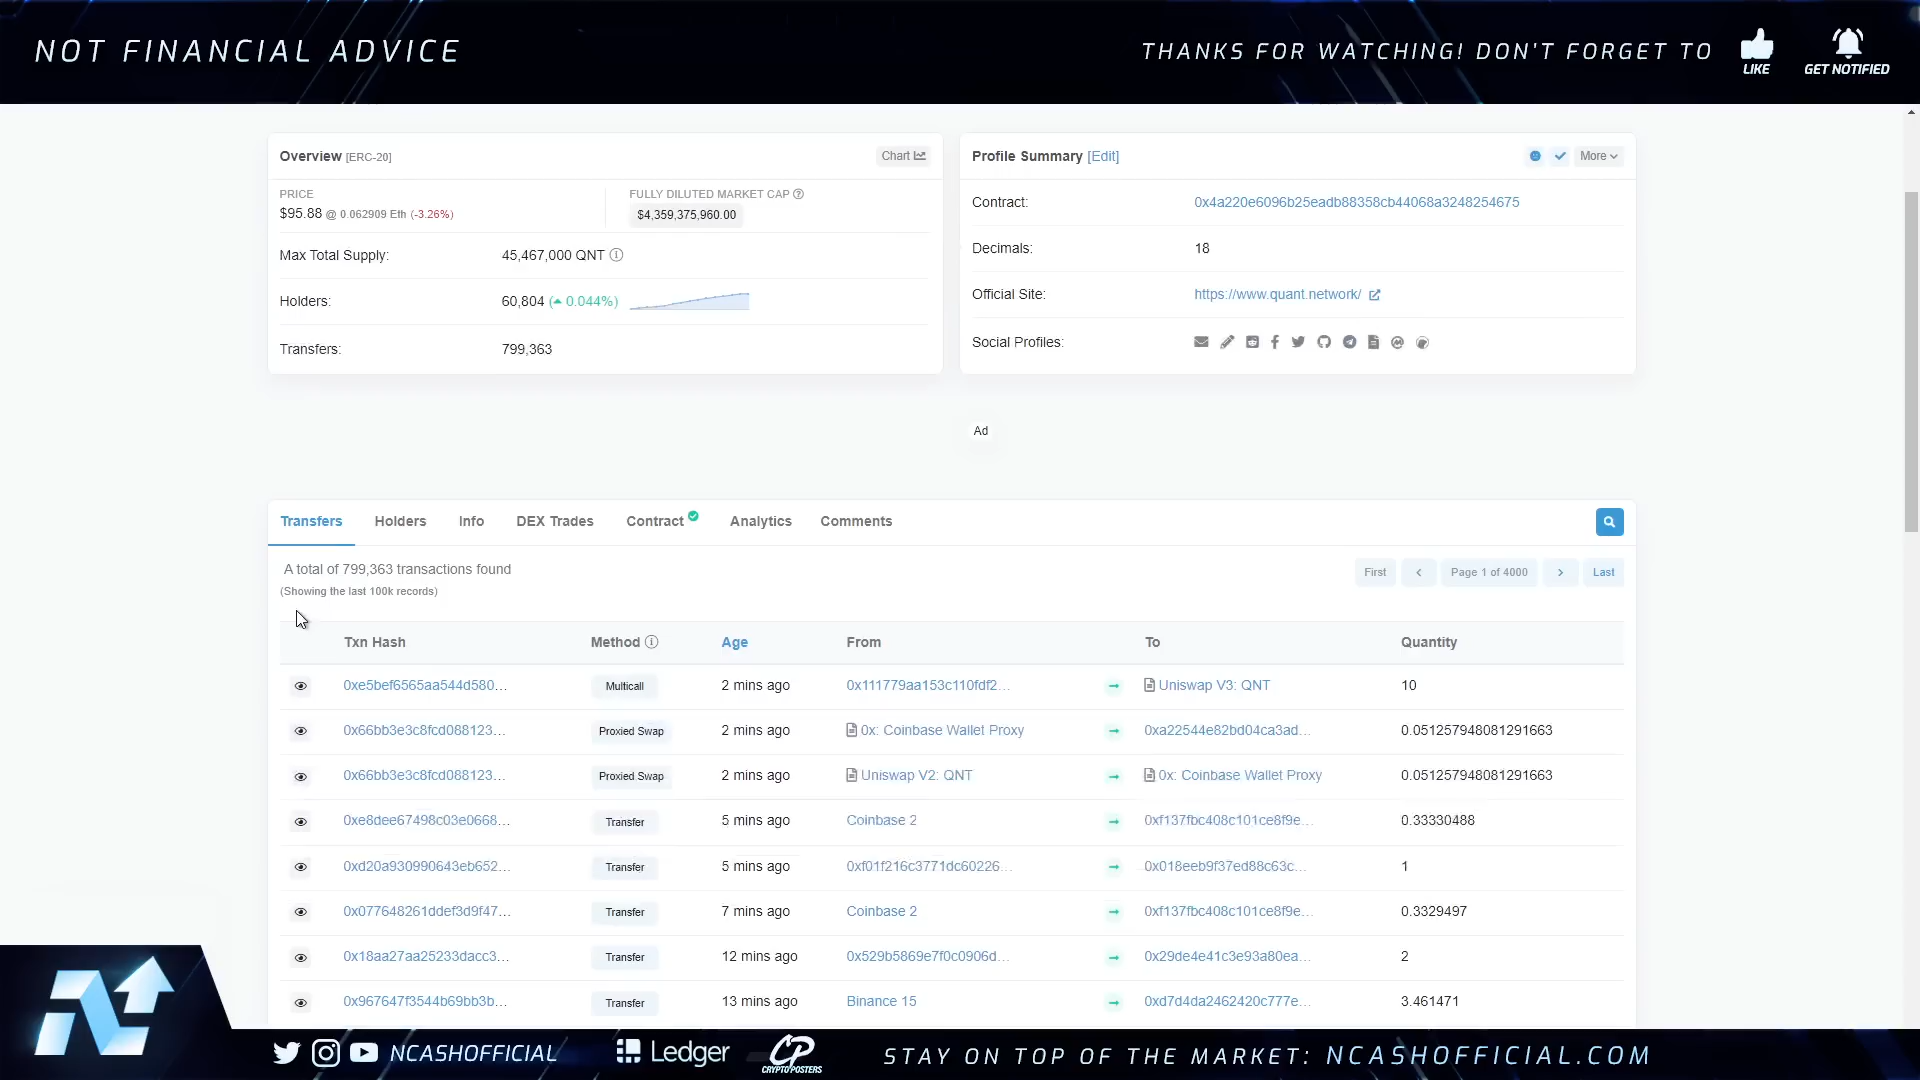 NOT FINANCIAL ADVICE
THANKS FOR WATCHING! DON'T FORGET TO
LIKE
GET NOTIFIED
Overview [ERC-20]
Chart
PRICE
$95.88 @ 0.062909 Eth (-3.26%)
FULLY DILUTED MARKET CAP
$4,359,375,960.00
Max Total Supply: 45,467,000 QNT
Holders: 60,804 (0.044%)
Transfers: 799,363
Profile Summary [Edit]
More
Contract: 0x4a220e6096b25eadb88358cb44068a3248254675
Decimals: 18
Official Site: https://www.quant.network/
Social Profiles:
Ad
Transfers Holders Info DEX Trades Contract Analytics Comments
A total of 799,363 transactions found
(Showing the last 100k records)
First Page 1 of 4000 Last
Txn Hash Method Age From To Quantity
0xe5bef6565aa544d580... Multicall 2 mins ago 0x111779aa153c110fdf2... Uniswap V3: QNT 10
0x66bb3e3c8fcd088123... Proxied Swap 2 mins ago 0x: Coinbase Wallet Proxy 0xa22544e82bd04ca3ad... 0.051257948081291663
0x66bb3e3c8fcd088123... Proxied Swap 2 mins ago Uniswap V2: QNT 0x: Coinbase Wallet Proxy 0.051257948081291663
0xe8dee67498c03e0668... Transfer 5 mins ago Coinbase 2 0xf137fbc408c101ce8f9e... 0.33330488
0xd20a930990643eb652... Transfer 5 mins ago 0xf01f216c3771dc60226... 0x018eeb9f37ed88c63c... 1
0x077648261ddef3d9f47... Transfer 7 mins ago Coinbase 2 0xf137fbc408c101ce8f9e... 0.3329497
0x18aa27aa25233dacc3... Transfer 12 mins ago 0x529b5869e7f0c0906d... 0x29de4e41c3e93a80ea... 2
0x967647f3544b69bb3b... Transfer 13 mins ago Binance 15 0xd7d4da2462420c777e... 3.461471
NCASHOFFICIAL
Ledger
CP
CRYPTOPOSTERS
STAY ON TOP OF THE MARKET: NCASHOFFICIAL.COM